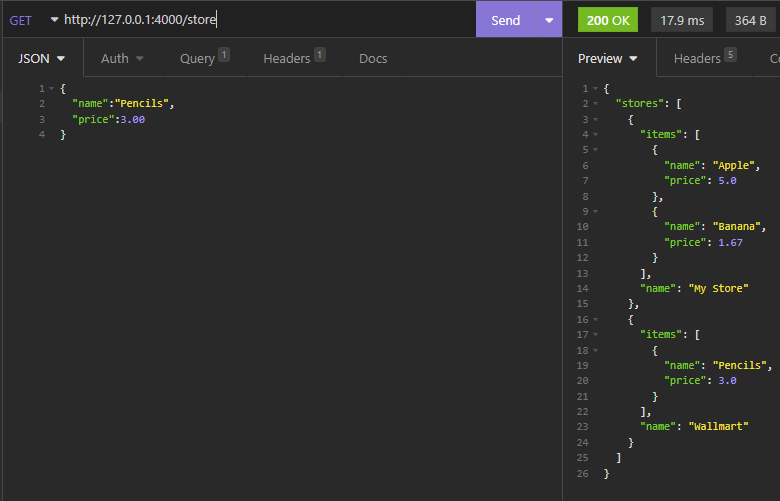 GET http://127.0.0.1:4000/store Send 200 OK 17.9 ms 364 B
JSON Auth Query 1 Headers 1 Docs Preview Headers 5
1 {
2 "name":"Pencils",
3 "price":3.00
4 }
1 {
2 "stores": [
3 {
4 "items": [
5 {
6 "name": "Apple",
7 "price": 5.0
8 },
9 {
10 "name": "Banana",
11 "price": 1.67
12 }
13 ],
14 "name": "My Store"
15 },
16 {
17 "items": [
18 {
19 "name": "Pencils",
20 "price": 3.0
21 }
22 ],
23 "name": "Wallmart"
24 }
25 ]
26 }